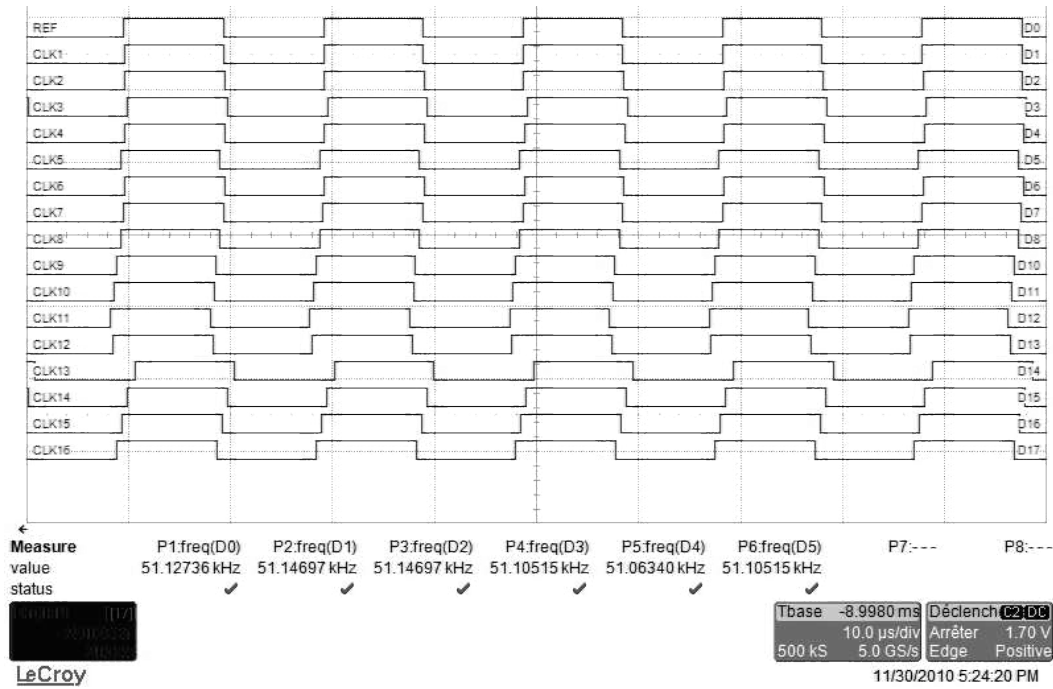 REF D0
CLK1 D1
CLK2 D2
CLK3 D3
CLK4 D4
CLK5 D5
CLK6 D6
CLK7 D7
CLK8 D8
CLK9 D10
CLK10 D11
CLK11 D12
CLK12 D13
CLK13 D14
CLK14 D15
CLK15 D16
CLK16 D17
Measure P1:freq(D0) P2:freq(D1) P3:freq(D2) P4:freq(D3) P5:freq(D4) P6:freq(D5) P7:--- P8:---
value 51.12736 kHz 51.14697 kHz 51.14697 kHz 51.10515 kHz 51.06340 kHz 51.10515 kHz
status ✓ ✓ ✓ ✓ ✓ ✓
Tbase -8.9980 ms Déclench C2 DC
10.0 µs/div Arrêter 1.70 V
500 kS 5.0 GS/s Edge Positive
LeCroy 11/30/2010 5:24:20 PM